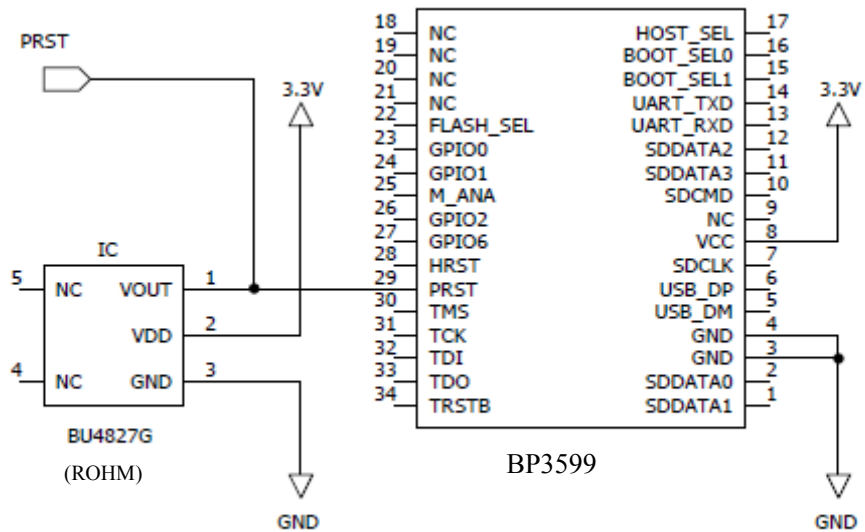 PRST
3.3V
IC
5 NC VOUT 1
VDD 2
4 NC GND 3
BU4827G
(ROHM)
GND
18 NC HOST_SEL 17
19 NC BOOT_SEL0 16
20 NC BOOT_SEL1 15
21 NC UART_TXD 14
22 FLASH_SEL UART_RXD 13
23 GPIO0 SDDATA2 12
24 GPIO1 SDDATA3 11
25 M_ANA SDCMD 10
26 GPIO2 NC 9
27 GPIO6 VCC 8
28 HRST SDCLK 7
29 PRST USB_DP 6
30 TMS USB_DM 5
31 TCK GND 4
32 TDI GND 3
33 TDO SDDATA0 2
34 TRSTB SDDATA1 1
BP3599
3.3V
GND